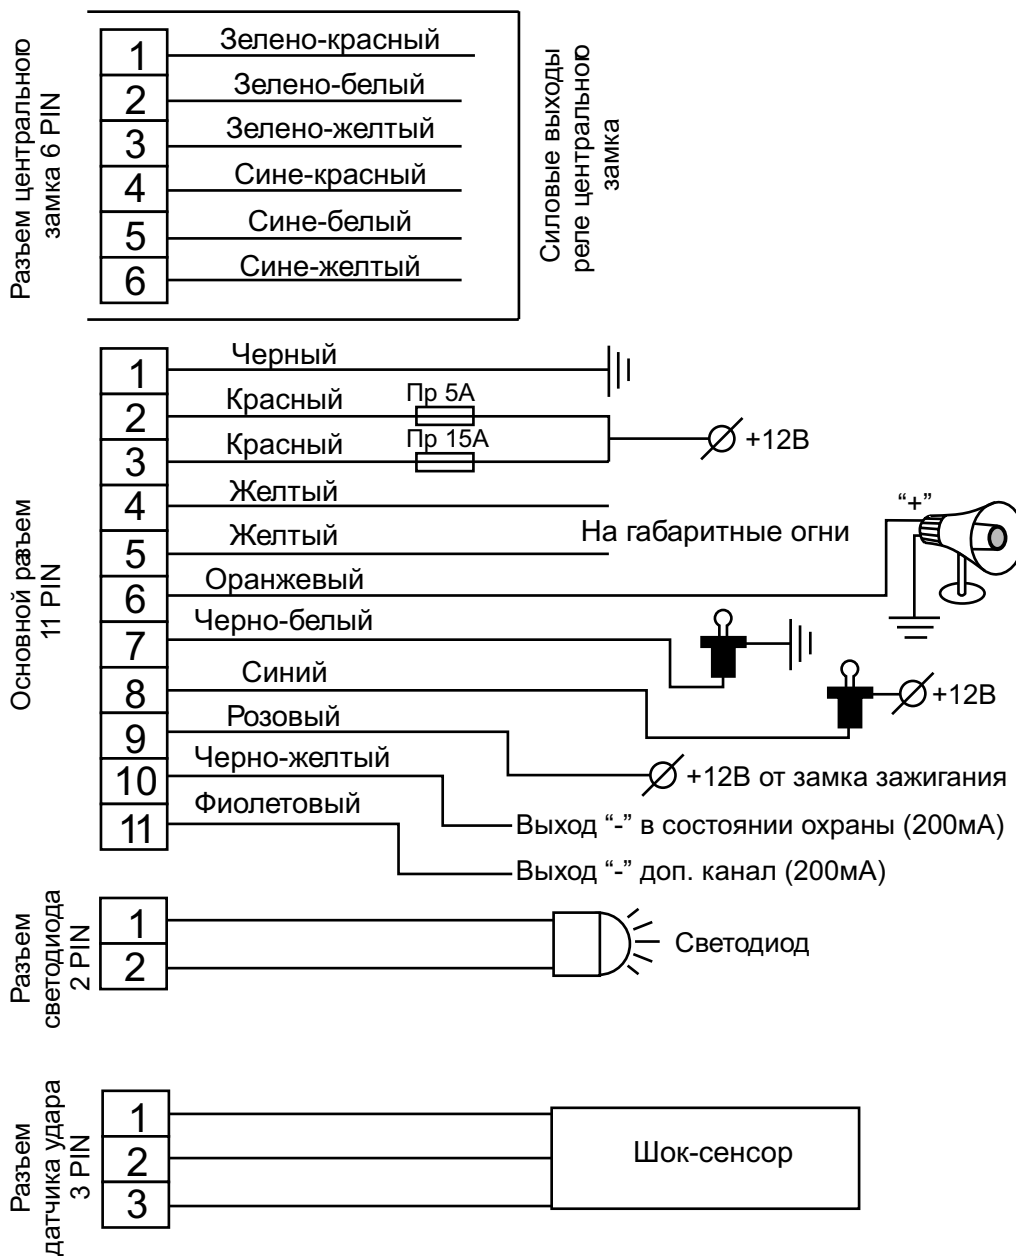 Разъем центрального
замка 6 PIN
1 Зелено-красный
2 Зелено-белый
3 Зелено-желтый
4 Сине-красный
5 Сине-белый
6 Сине-желтый
Силовые выходы
реле центрального
замка
Основной разъем
11 PIN
1 Черный
2 Красный Пр 5А
3 Красный Пр 15А
+12В
4 Желтый
5 Желтый
На габаритные огни
“+”
6 Оранжевый
7 Черно-белый
8 Синий
+12В
9 Розовый
+12В от замка зажигания
10 Черно-желтый
Выход “-” в состоянии охраны (200мА)
11 Фиолетовый
Выход “-” доп. канал (200мА)
Разъем
светодиода
2 PIN
1
2
Светодиод
Разъем
датчика удара
3 PIN
1
2
3
Шок-сенсор